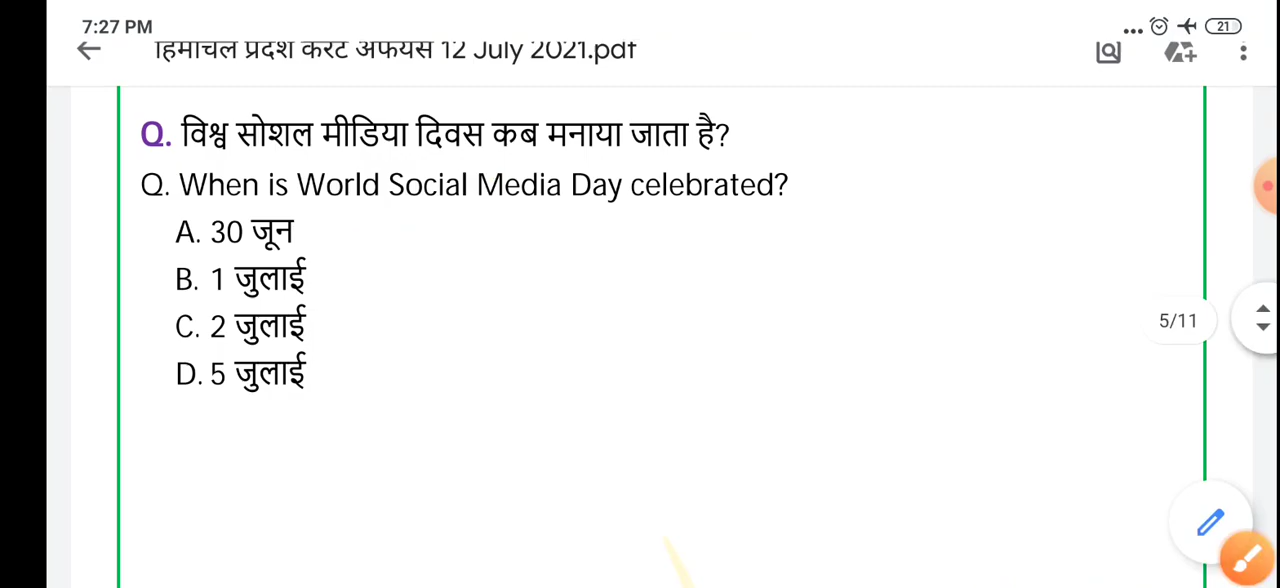 7:27 PM
21
हिमाचल प्रदेश करंट अफेयर्स 12 July 2021.pdf
Q. विश्व सोशल मीडिया दिवस कब मनाया जाता है?
Q. When is World Social Media Day celebrated?
A. 30 जून
B. 1 जुलाई
C. 2 जुलाई
5/11
D. 5 जुलाई